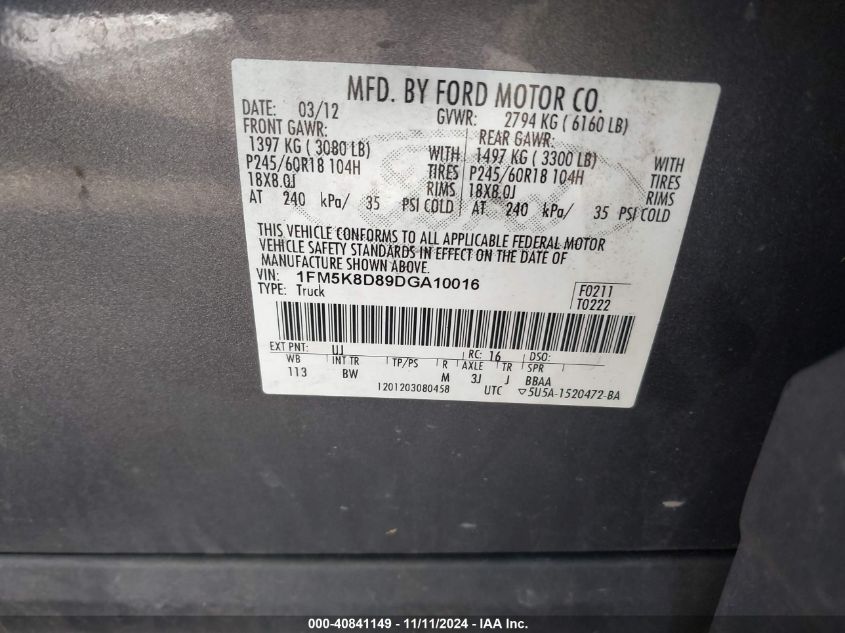 MFD. BY FORD MOTOR CO.
DATE: 03/12 GVWR: 2794 KG ( 6160 LB)
FRONT GAWR: REAR GAWR:
1397 KG ( 3080 LB) WITH 1497 KG ( 3300 LB) WITH
P245/60R18 104H TIRES P245/60R18 104H TIRES
18X8.0J RIMS 18X8.0J RIMS
AT 240 kPa/ 35 PSI COLD AT 240 kPa/ 35 PSI COLD
THIS VEHICLE CONFORMS TO ALL APPLICABLE FEDERAL MOTOR
VEHICLE SAFETY STANDARDS IN EFFECT ON THE DATE OF
MANUFACTURE SHOWN ABOVE.
VIN: 1FM5K8D89DGA10016 F0211
TYPE: Truck T0222
EXT PNT: UJ RC: 16 DSO:
WB INT TR TP/PS R AXLE TR SPR
113 BW M 3J J BBAA
1201203080458 UTC ▽5U5A-1520472-BA
000-40841149 - 11/11/2024 - IAA Inc.